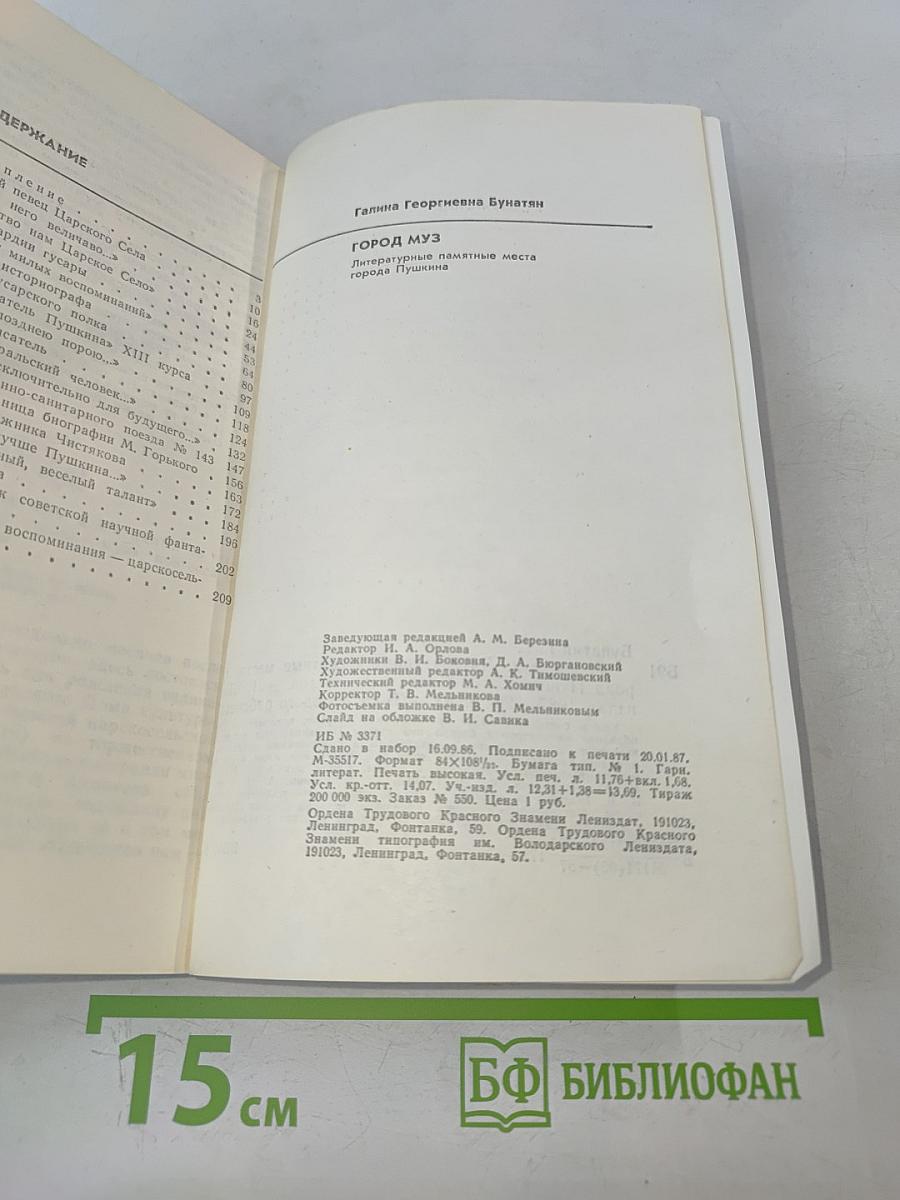 ДЕРЖАНИЕ
пление
й певец Царского Села
него величаво...»
тво нам Царское Село»
ардии гусары
милых воспоминаний»
историографа
усарского полка
атель Пушкина» XIII курса
позднею порою...»
исатель
ральский человек...»
сключительно для будущего...»
нно-санитарного поезда № 143
ница биографии М. Горького
жника Чистякова
учше Пушкина...»
ный, веселый талант»
а
к советской научной фанта-
воспоминания — царскосель-
3
10
16
24
44
53
64
80
97
109
118
124
132
147
156
163
172
184
196
202
209
Галина Георгиевна Бунатян
ГОРОД МУЗ
Литературные памятные места
города Пушкина
Заведующая редакцией А. М. Березина
Редактор И. А. Орлова
Художники В. И. Боковня, Д. А. Бюргановский
Художественный редактор А. К. Тимошевский
Технический редактор М. А. Хомич
Корректор Т. В. Мельникова
Фотосъемка выполнена В. П. Мельниковым
Слайд на обложке В. И. Савика
ИБ № 3371
Сдано в набор 16.09.86. Подписано к печати 20.01.87.
М-35517. Формат 84×108¹/₃₂. Бумага тип. № 1. Гарн.
литерат. Печать высокая. Усл. печ. л. 11,76+вкл. 1,68.
Усл. кр.-отт. 14,07. Уч.-изд. л. 12,31+1,38=13,69. Тираж
200 000 экз. Заказ № 550. Цена 1 руб.
Ордена Трудового Красного Знамени Лениздат, 191023,
Ленинград, Фонтанка, 59. Ордена Трудового Красного
Знамени типография им. Володарского Лениздата,
191023, Ленинград, Фонтанка, 57.
15 см
БФ БИБЛИОФАН